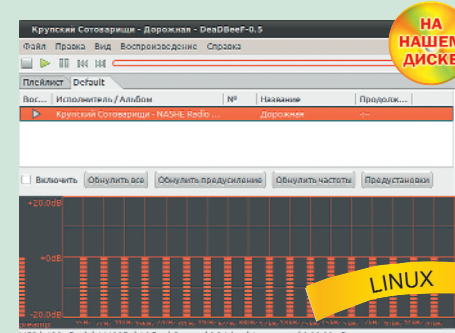 Крупский Сотоварищи - Дорожная - DeaDBeeF-0.5
НА
НАШЕМ
ДИСКЕ
Файл Правка Вид Воспроизведение Справка
Плейлист Default
Вос... Исполнитель / Альбом № Название Продолж...
Крупский Сотоварищи - NASHE Radio ... Дорожная -:--
Включить Обнулить все Обнулить предусиление Обнулить частоты Предустановки
+20.0dB
+0dB
-20.0dB
LINUX